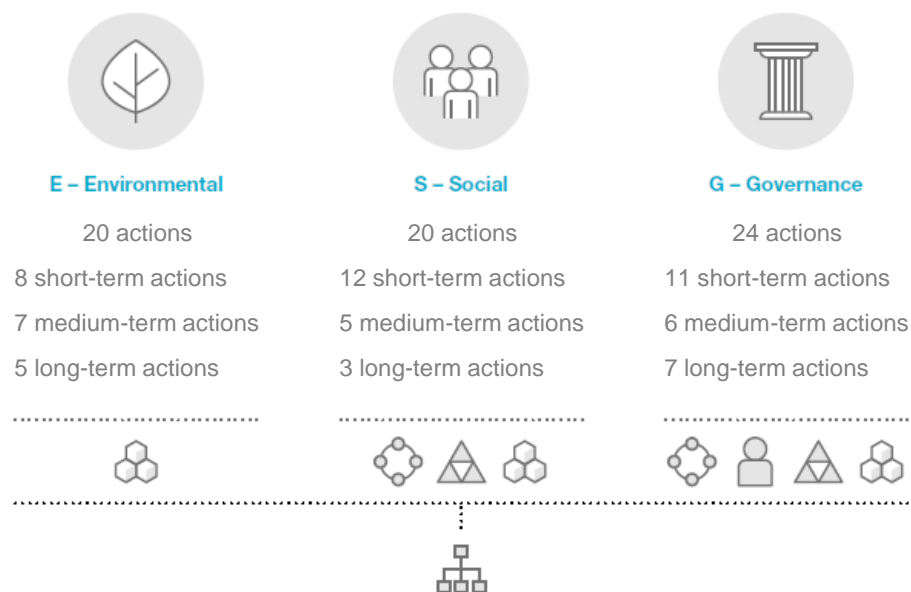 E – Environmental
20 actions
8 short-term actions
7 medium-term actions
5 long-term actions
S – Social
20 actions
12 short-term actions
5 medium-term actions
3 long-term actions
G – Governance
24 actions
11 short-term actions
6 medium-term actions
7 long-term actions